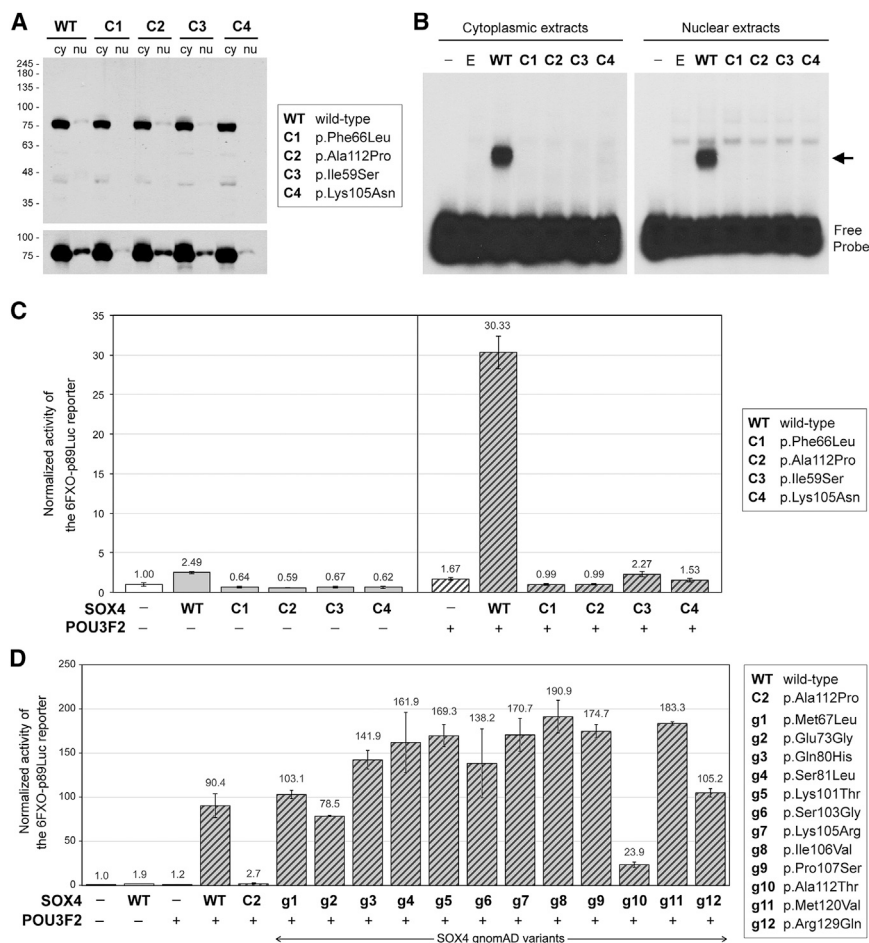 A
WT C1 C2 C3 C4
cy nu cy nu cy nu cy nu cy nu
245 -
180 -
135 -
100 -
75 -
63 -
48 -
35 -
100 -
75 -
WT wild-type
C1 p.Phe66Leu
C2 p.Ala112Pro
C3 p.Ile59Ser
C4 p.Lys105Asn
B
Cytoplasmic extracts
Nuclear extracts
– E WT C1 C2 C3 C4
– E WT C1 C2 C3 C4
Free
Probe
C
Normalized activity of
the 6FXO-p89Luc reporter
35
30
25
20
15
10
5
0
1.00 2.49 0.64 0.59 0.67 0.62 1.67 30.33 0.99 0.99 2.27 1.53
SOX4 – WT C1 C2 C3 C4 – WT C1 C2 C3 C4
POU3F2 – – – – – – + + + + + +
WT wild-type
C1 p.Phe66Leu
C2 p.Ala112Pro
C3 p.Ile59Ser
C4 p.Lys105Asn
D
Normalized activity of
the 6FXO-p89Luc reporter
250
200
150
100
50
0
1.0 1.9 1.2 90.4 2.7 103.1 78.5 141.9 161.9 169.3 138.2 170.7 190.9 174.7 23.9 183.3 105.2
SOX4 – WT – WT C2 g1 g2 g3 g4 g5 g6 g7 g8 g9 g10 g11 g12
POU3F2 – – + + + + + + + + + + + + + + +
SOX4 gnomAD variants
WT wild-type
C2 p.Ala112Pro
g1 p.Met67Leu
g2 p.Glu73Gly
g3 p.Gln80His
g4 p.Ser81Leu
g5 p.Lys101Thr
g6 p.Ser103Gly
g7 p.Lys105Arg
g8 p.Ile106Val
g9 p.Pro107Ser
g10 p.Ala112Thr
g11 p.Met120Val
g12 p.Arg129Gln